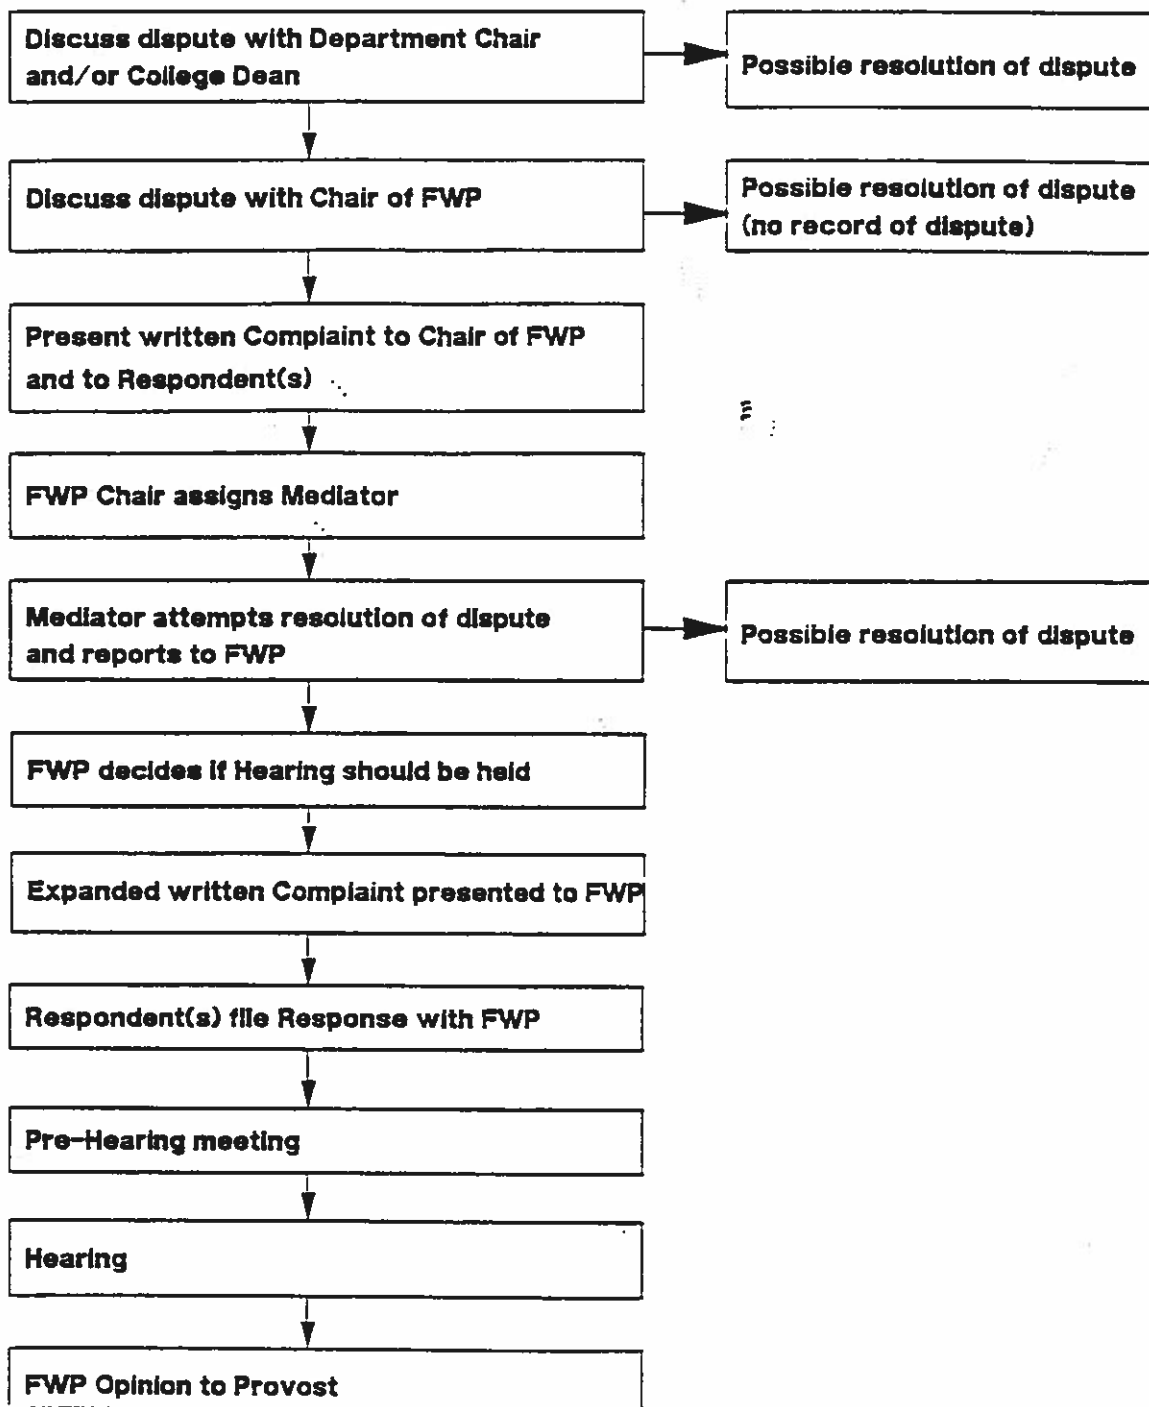 Discuss dispute with Department Chair
and/or College Dean
Possible resolution of dispute
Discuss dispute with Chair of FWP
Possible resolution of dispute
(no record of dispute)
Present written Complaint to Chair of FWP
and to Respondent(s)
FWP Chair assigns Mediator
Mediator attempts resolution of dispute
and reports to FWP
Possible resolution of dispute
FWP decides if Hearing should be held
Expanded written Complaint presented to FWP
Respondent(s) file Response with FWP
Pre-Hearing meeting
Hearing
FWP Opinion to Provost